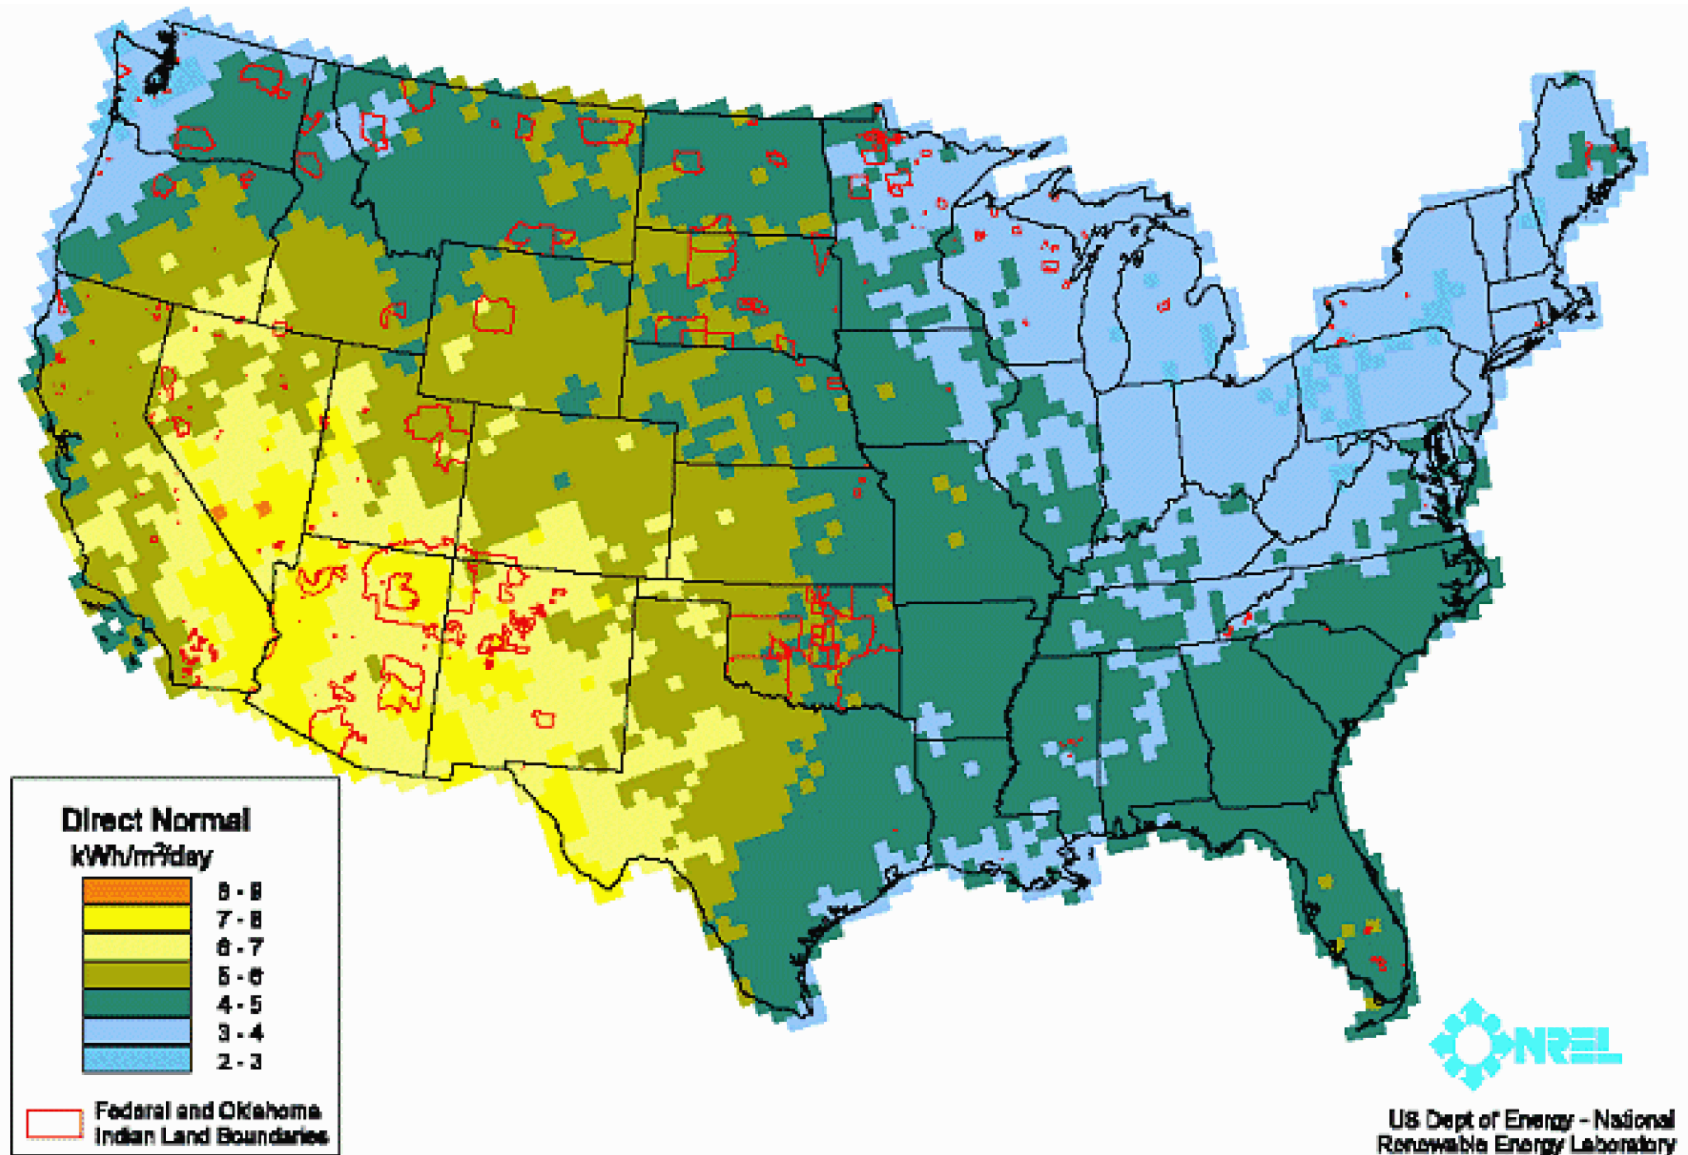 Direct Normal
kWh/m²/day
8 - 9
7 - 8
6 - 7
5 - 6
4 - 5
3 - 4
2 - 3
Federal and Oklahoma
Indian Land Boundaries
NREL
US Dept of Energy - National
Renewable Energy Laboratory